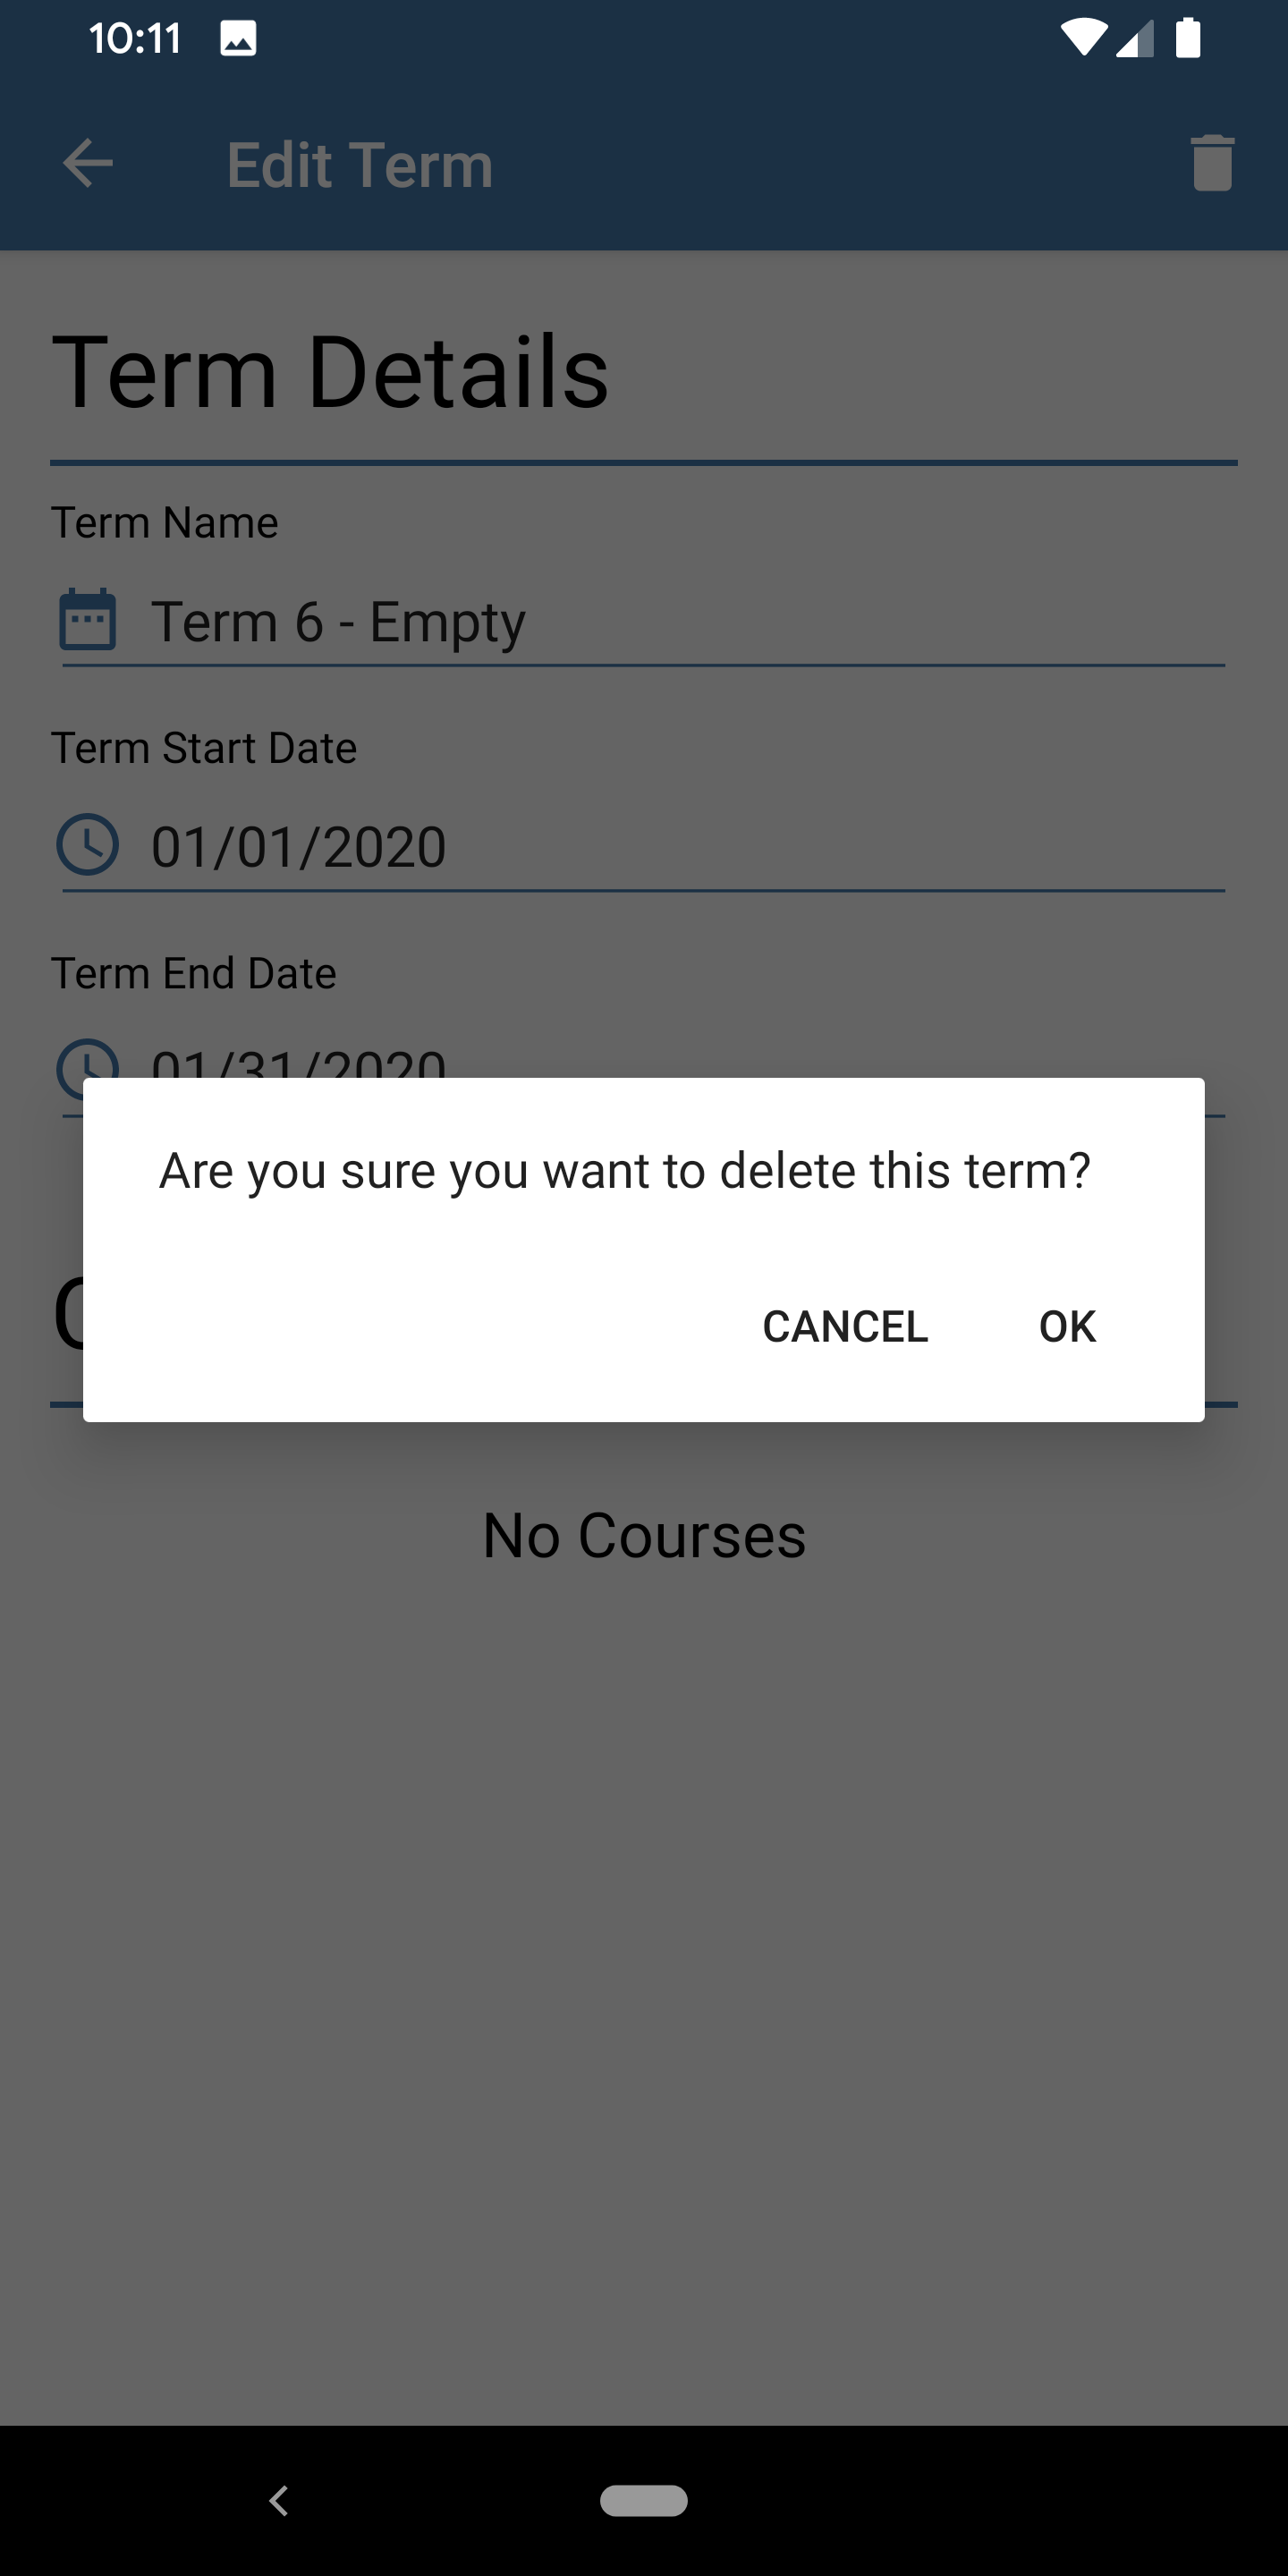 10:11
Edit Term
Term Details
Term Name
Term 6 - Empty
Term Start Date
01/01/2020
Term End Date
01/31/2020
Are you sure you want to delete this term?
CANCEL OK
No Courses